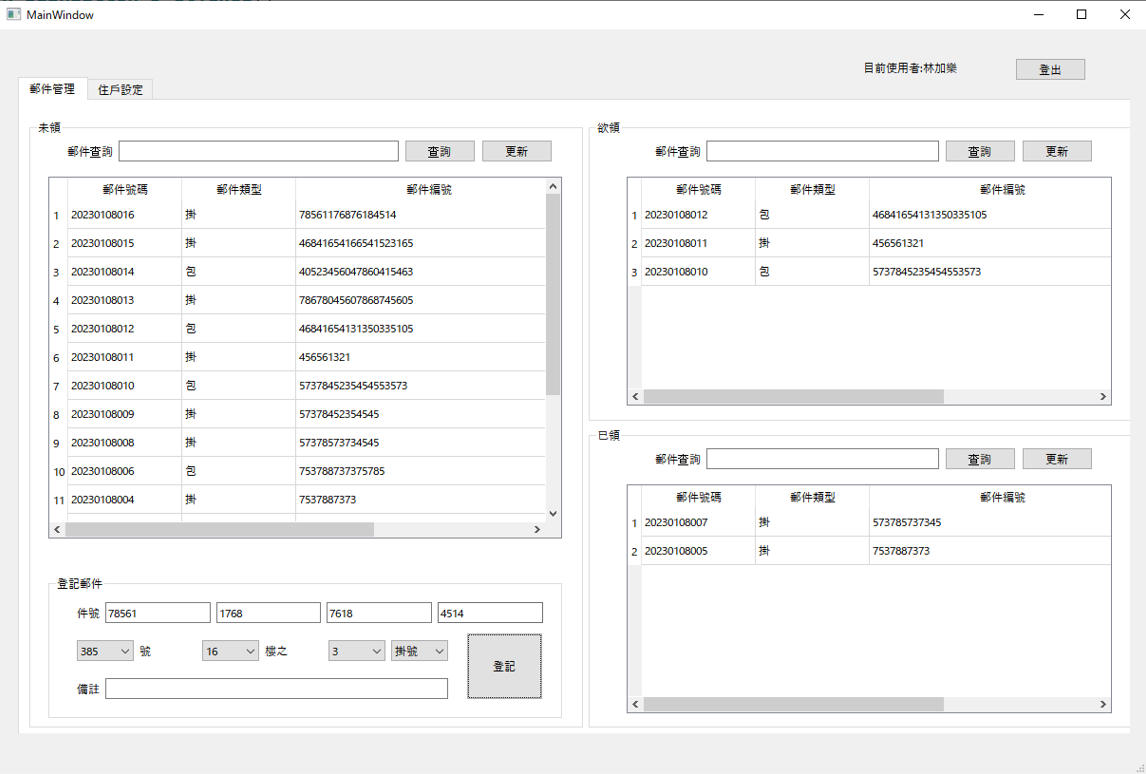 MainWindow
目前使用者:林加樂 登出
郵件管理 住戶設定
未領
郵件查詢 查詢 更新
郵件號碼 郵件類型 郵件編號
1 20230108016 掛 78561176876184514
2 20230108015 掛 46841654166541523165
3 20230108014 包 40523456047860415463
4 20230108013 掛 78678045607868745605
5 20230108012 包 46841654131350335105
6 20230108011 掛 456561321
7 20230108010 包 5737845235454553573
8 20230108009 掛 57378452354545
9 20230108008 掛 57378573734545
10 20230108006 包 753788737375785
11 20230108004 掛 7537887373
登記郵件
件號 78561 1768 7618 4514
385 號 16 樓之 3 掛號
登記
備註
欲領
郵件查詢 查詢 更新
郵件號碼 郵件類型 郵件編號
1 20230108012 包 46841654131350335105
2 20230108011 掛 456561321
3 20230108010 包 5737845235454553573
已領
郵件查詢 查詢 更新
郵件號碼 郵件類型 郵件編號
1 20230108007 掛 573785737345
2 20230108005 掛 7537887373